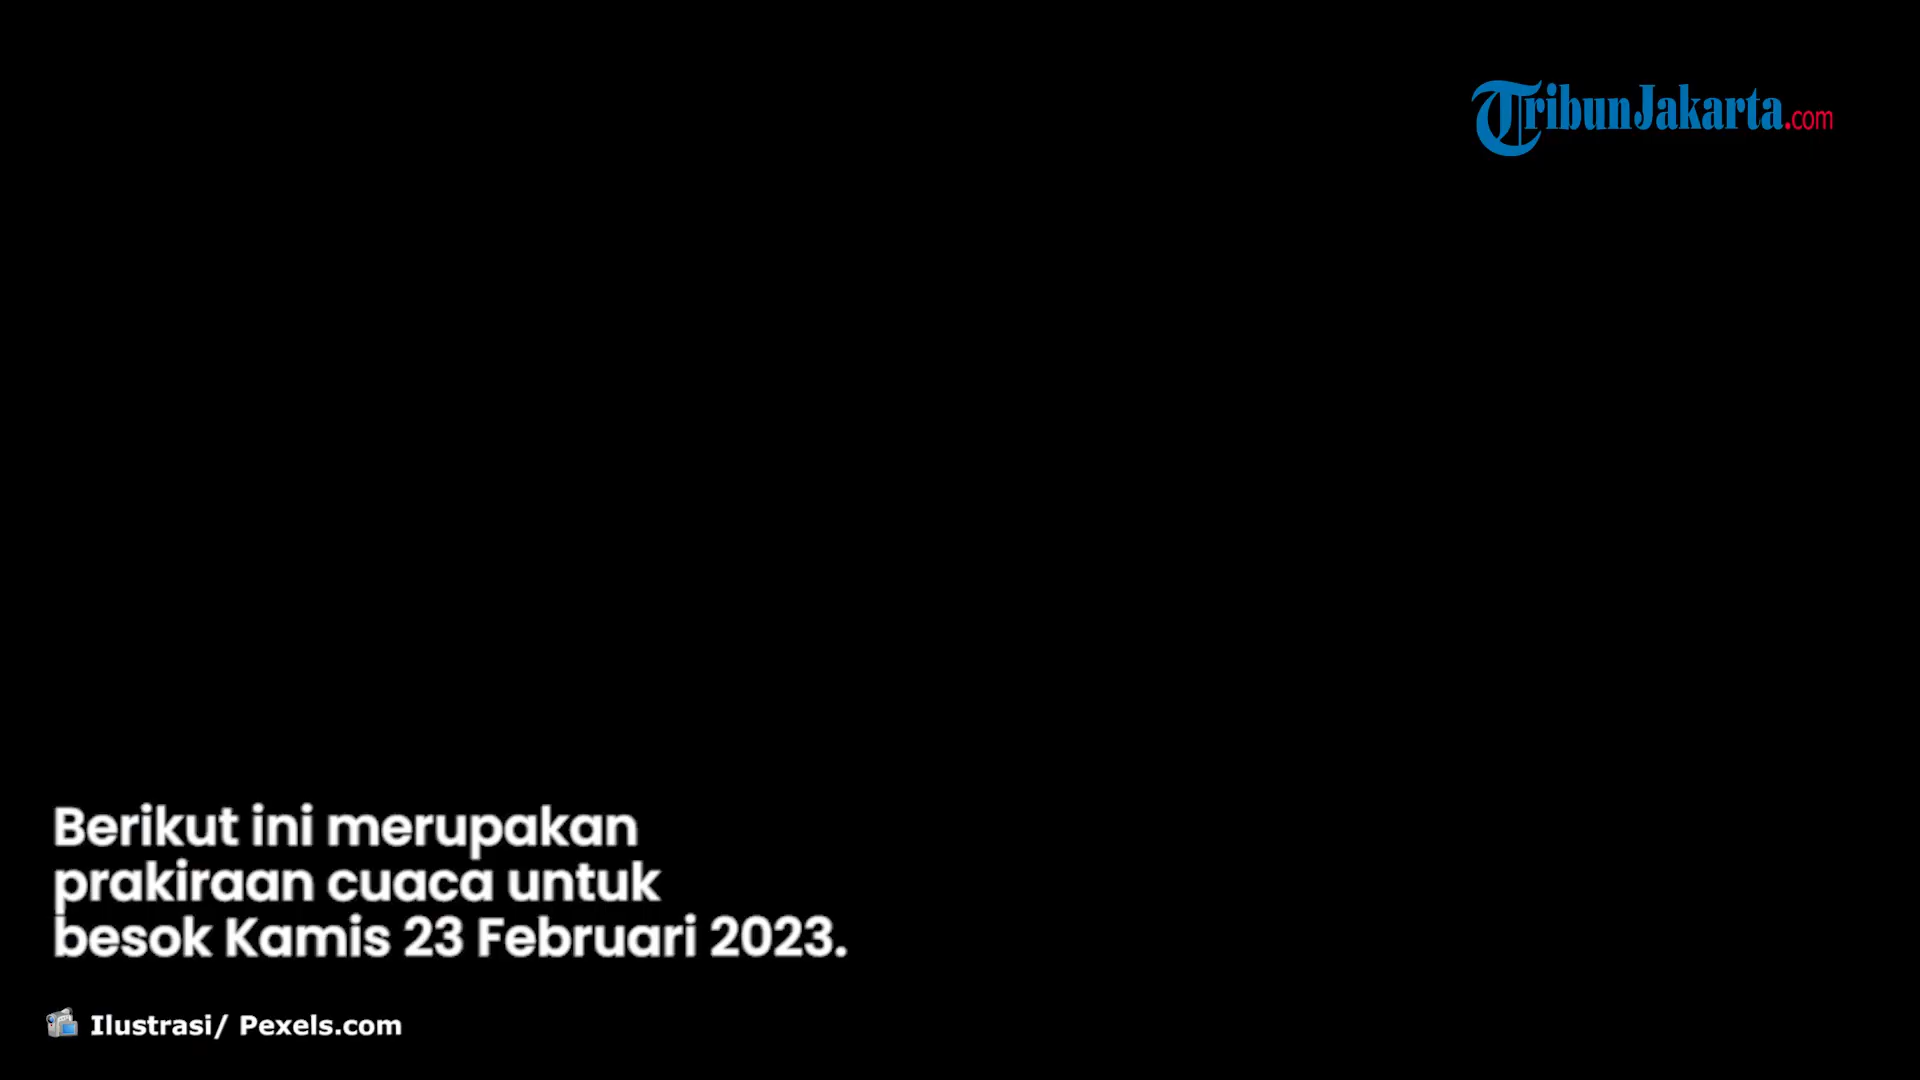 TribunJakarta.com
Berikut ini merupakan
prakiraan cuaca untuk
besok Kamis 23 Februari 2023.
Ilustrasi/ Pexels.com